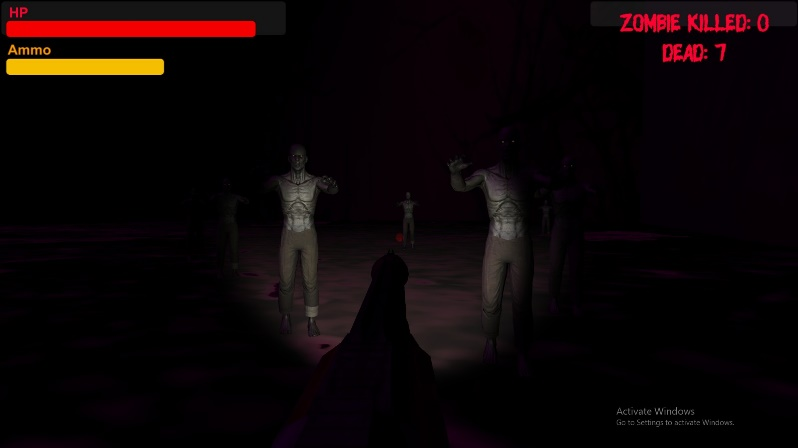 HP
ZOMBIE KILLED: 0
Ammo
DEAD: 7
Activate Windows
Go to Settings to activate Windows.